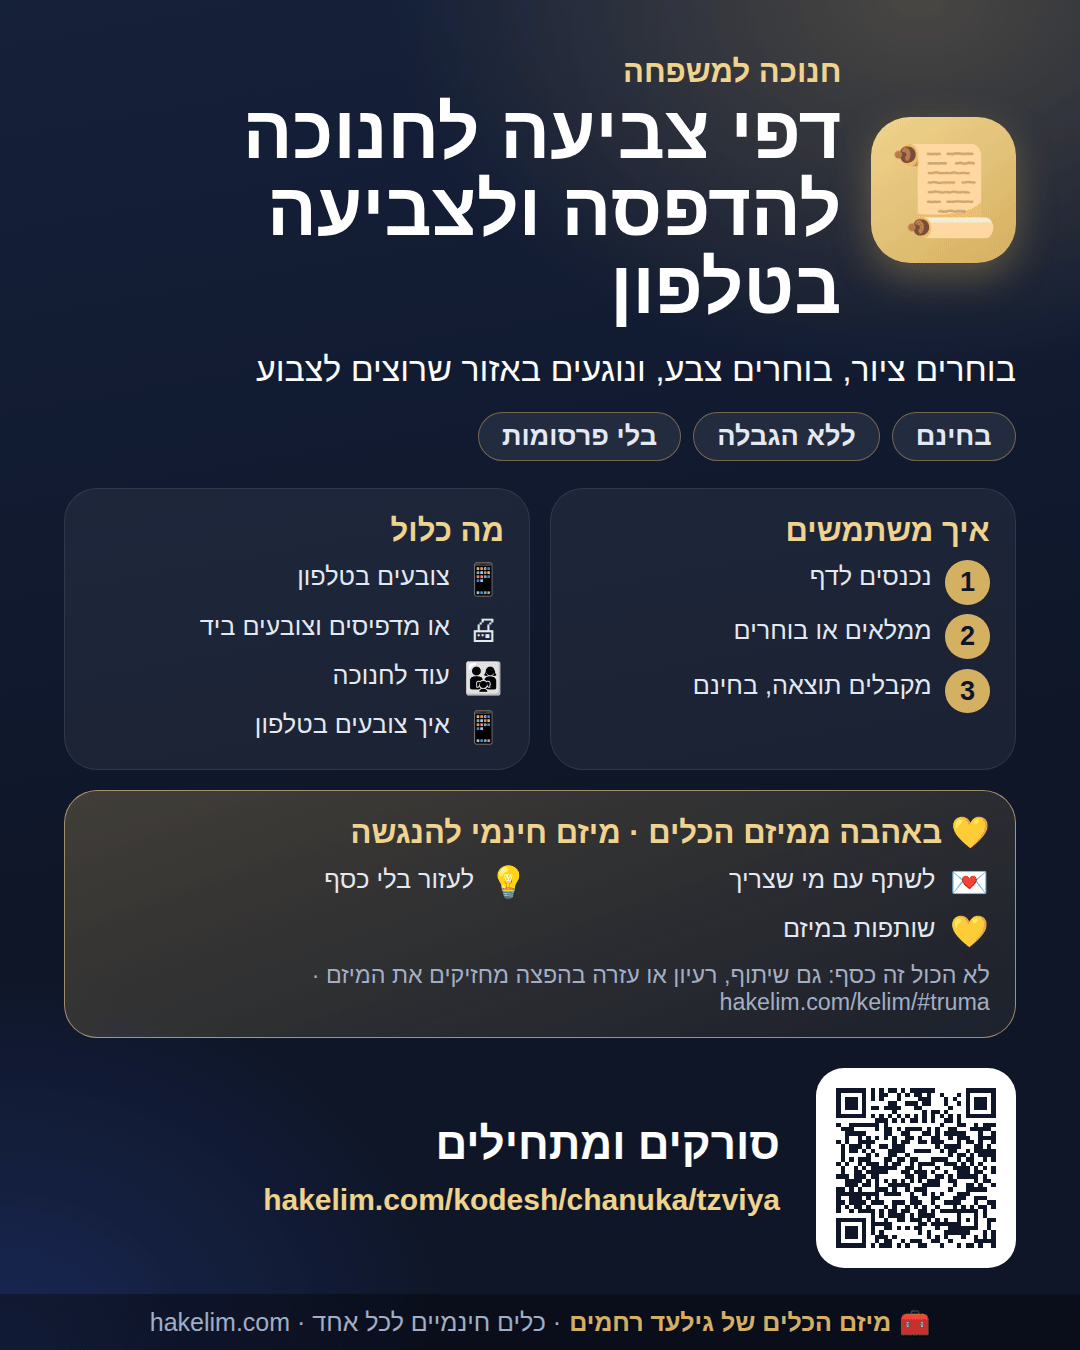 חנוכה למשפחה
דפי צביעה לחנוכה
להדפסה ולצביעה
בטלפון
בוחרים ציור, בוחרים צבע, ונוגעים באזור שרוצים לצבוע
בחינם
ללא הגבלה
בלי פרסומות
איך משתמשים
1 נכנסים לדף
2 ממלאים או בוחרים
3 מקבלים תוצאה, בחינם
מה כלול
צובעים בטלפון
או מדפיסים וצובעים ביד
עוד לחנוכה
איך צובעים בטלפון
באהבה ממיזם הכלים · מיזם חינמי להנגשה
לשתף עם מי שצריך
לעזור בלי כסף
שותפות במיזם
לא הכול זה כסף: גם שיתוף, רעיון או עזרה בהפצה מחזיקים את המיזם ·
hakelim.com/kelim/#truma
סורקים ומתחילים
hakelim.com/kodesh/chanuka/tzviya
מיזם הכלים של גילעד רחמים · כלים חינמיים לכל אחד · hakelim.com